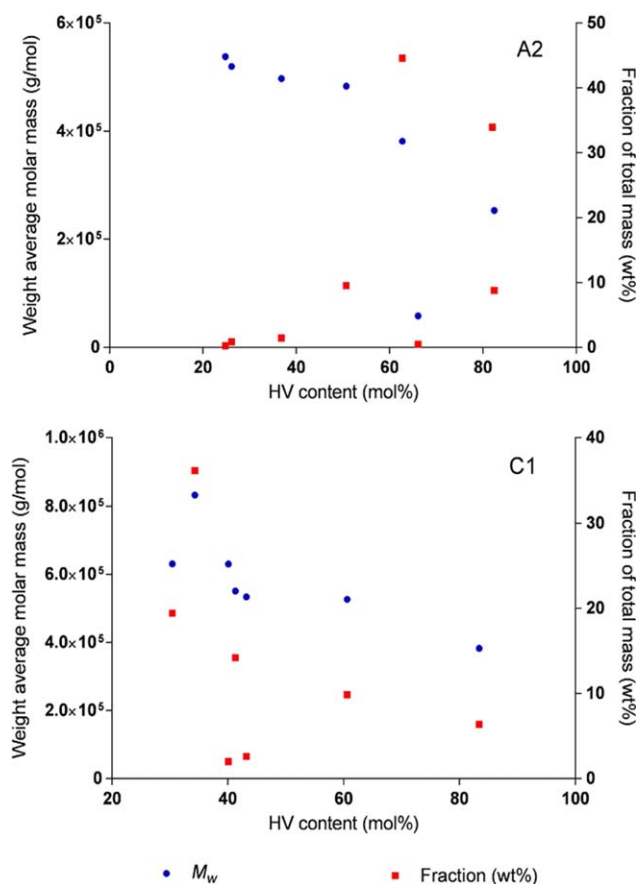 A2
Weight average molar mass (g/mol)
6×10⁵
4×10⁵
2×10⁵
0
50
40
30
20
10
0
Fraction of total mass (wt%)
0 20 40 60 80 100
HV content (mol%)
C1
Weight average molar mass (g/mol)
1.0×10⁶
8.0×10⁵
6.0×10⁵
4.0×10⁵
2.0×10⁵
0
40
30
20
10
0
Fraction of total mass (wt%)
20 40 60 80 100
HV content (mol%)
M_w Fraction (wt%)